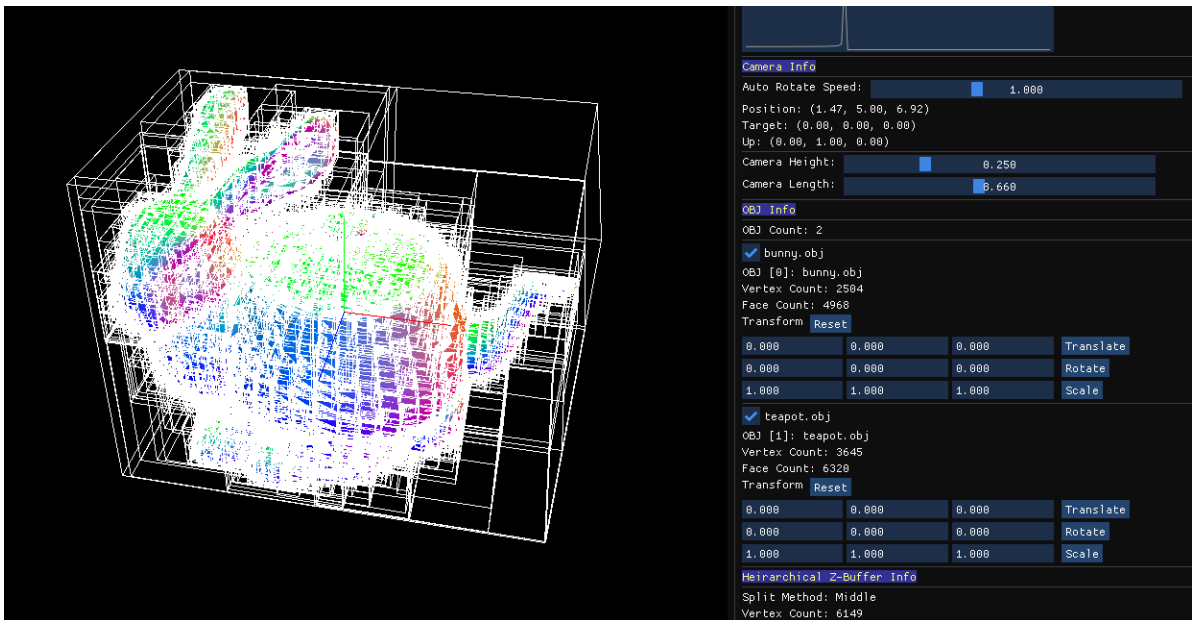 Camera Info
Auto Rotate Speed: 1.000
Position: (1.47, 5.00, 6.92)
Target: (0.00, 0.00, 0.00)
Up: (0.00, 1.00, 0.00)
Camera Height: 0.250
Camera Length: 8.660
OBJ Info
OBJ Count: 2
bunny.obj
OBJ [0]: bunny.obj
Vertex Count: 2504
Face Count: 4968
Transform Reset
0.000 0.000 0.000 Translate
0.000 0.000 0.000 Rotate
1.000 1.000 1.000 Scale
teapot.obj
OBJ [1]: teapot.obj
Vertex Count: 3645
Face Count: 6320
Transform Reset
0.000 0.000 0.000 Translate
0.000 0.000 0.000 Rotate
1.000 1.000 1.000 Scale
Heirarchical Z-Buffer Info
Split Method: Middle
Vertex Count: 6149